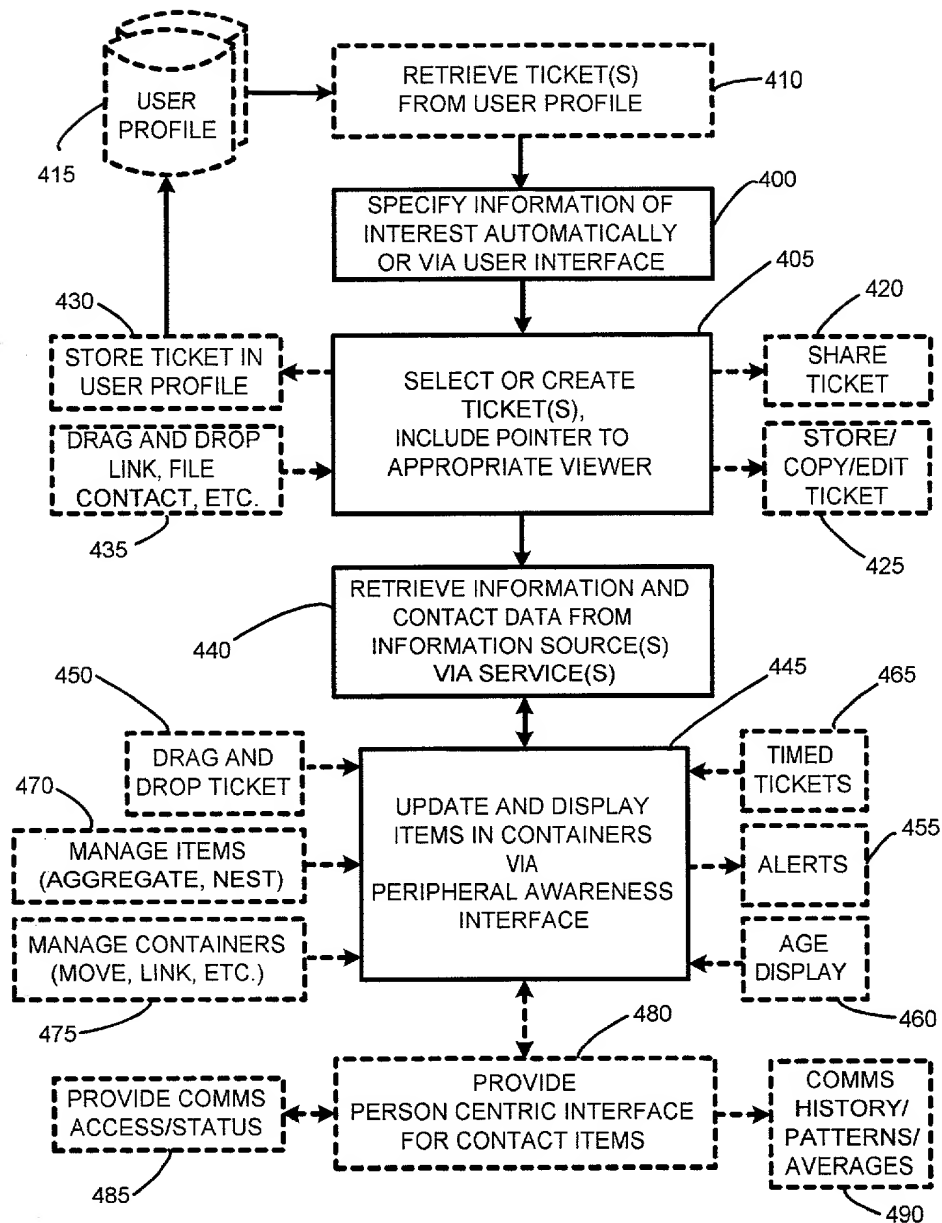 USER
PROFILE
415
RETRIEVE TICKET(S)
FROM USER PROFILE
410
400
SPECIFY INFORMATION OF
INTEREST AUTOMATICALLY
OR VIA USER INTERFACE
405
430
STORE TICKET IN
USER PROFILE
SELECT OR CREATE
TICKET(S),
INCLUDE POINTER TO
APPROPRIATE VIEWER
420
SHARE
TICKET
DRAG AND DROP
LINK, FILE
CONTACT, ETC.
435
STORE/
COPY/EDIT
TICKET
425
RETRIEVE INFORMATION AND
CONTACT DATA FROM
INFORMATION SOURCE(S)
VIA SERVICE(S)
440
450
445
465
DRAG AND
DROP TICKET
470
MANAGE ITEMS
(AGGREGATE, NEST)
MANAGE CONTAINERS
(MOVE, LINK, ETC.)
475
UPDATE AND DISPLAY
ITEMS IN CONTAINERS
VIA
PERIPHERAL AWARENESS
INTERFACE
TIMED
TICKETS
455
ALERTS
AGE
DISPLAY
460
480
PROVIDE COMMS
ACCESS/STATUS
485
PROVIDE
PERSON CENTRIC INTERFACE
FOR CONTACT ITEMS
COMMS
HISTORY/
PATTERNS/
AVERAGES
490